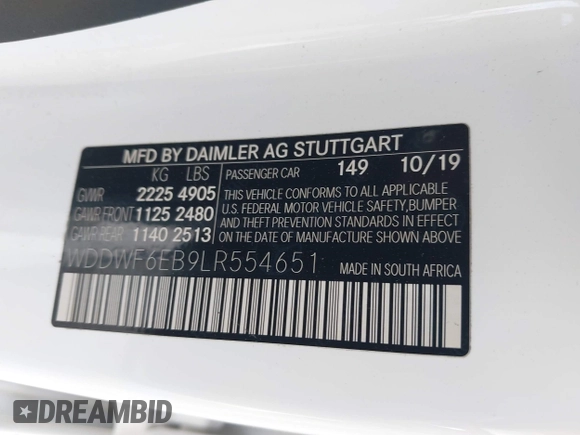 MFD BY DAIMLER AG STUTTGART
KG LBS
GVWR 2225 4905
GAWR FRONT 1125 2480
GAWR REAR 1140 2513
PASSENGER CAR 149 10/19
THIS VEHICLE CONFORMS TO ALL APPLICABLE
U.S. FEDERAL MOTOR VEHICLE SAFETY,BUMPER
AND THEFT PREVENTION STANDARDS IN EFFECT
ON THE DATE OF MANUFACTURE SHOWN ABOVE.
WDDWF6EB9LR554651
MADE IN SOUTH AFRICA
DREAMBID